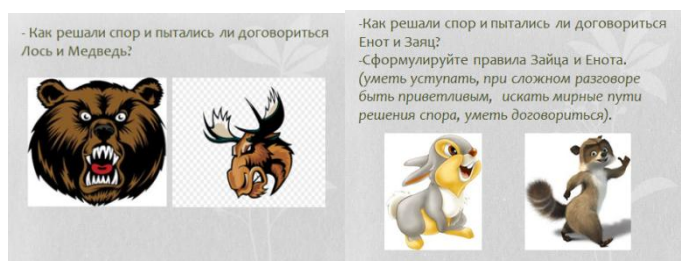 - Как решали спор и пытались ли договориться
Лось и Медведь?
-Как решали спор и пытались ли договориться
Енот и Заяц?
-Сформулируйте правила Зайца и Енота.
(уметь уступать, при сложном разговоре
быть приветливым, искать мирные пути
решения спора, уметь договориться).